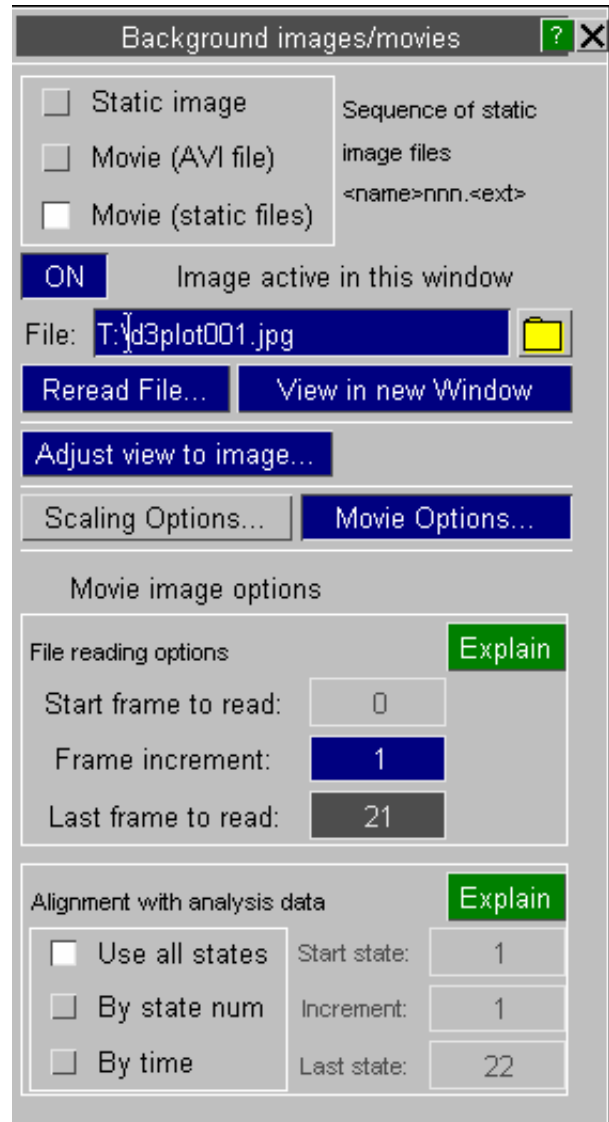 Background images/movies ? X
Static image
Movie (AVI file)
Movie (static files)
Sequence of static
image files
<name>nnn.<ext>
ON Image active in this window
File: T:\d3plot001.jpg
Reread File... View in new Window
Adjust view to image...
Scaling Options... Movie Options...
Movie image options
File reading options Explain
Start frame to read: 0
Frame increment: 1
Last frame to read: 21
Alignment with analysis data Explain
Use all states Start state: 1
By state num Increment: 1
By time Last state: 22